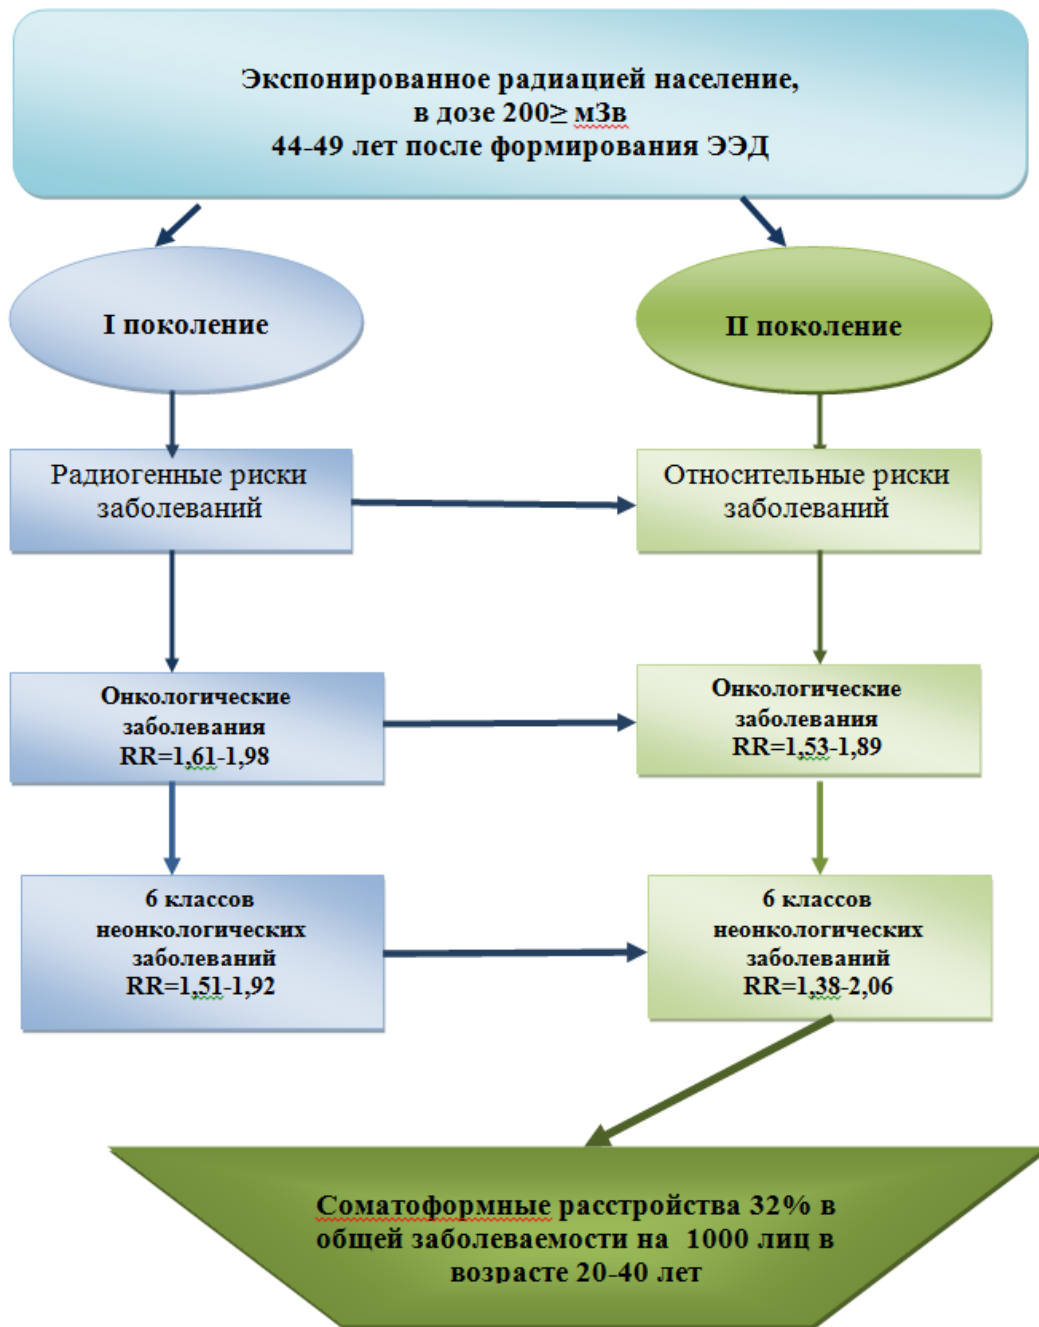 Экспонированное радиацией население,
в дозе 200≥ мЗв
44-49 лет после формирования ЭЭД
I поколение
II поколение
Радиогенные риски
заболеваний
Относительные риски
заболеваний
Онкологические
заболевания
RR=1,61-1,98
Онкологические
заболевания
RR=1,53-1,89
6 классов
неонкологических
заболеваний
RR=1,51-1,92
6 классов
неонкологических
заболеваний
RR=1,38-2,06
Соматоформные расстройства 32% в
общей заболеваемости на 1000 лиц в
возрасте 20-40 лет